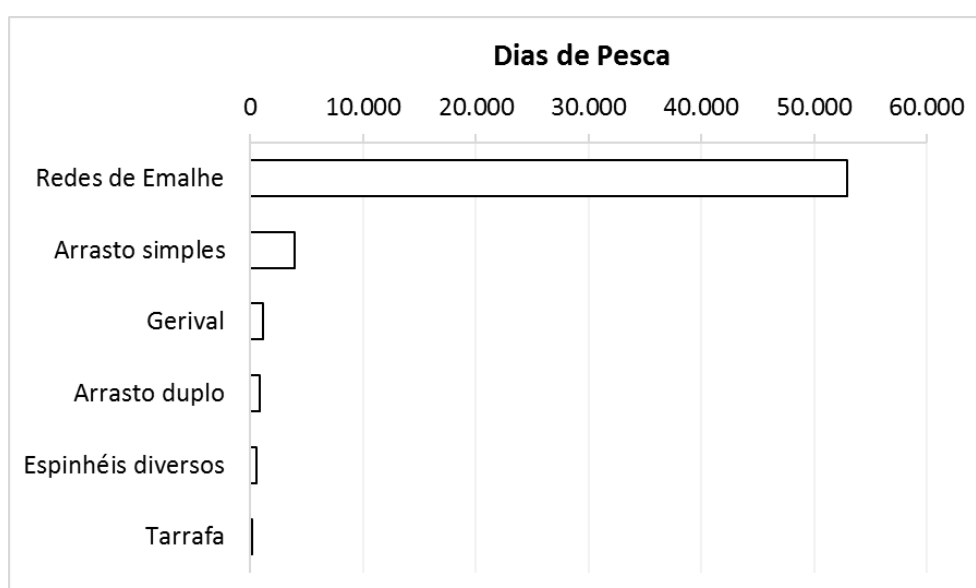 Dias de Pesca
0 10.000 20.000 30.000 40.000 50.000 60.000
Redes de Emalhe
Arrasto simples
Gerival
Arrasto duplo
Espinhéis diversos
Tarrafa